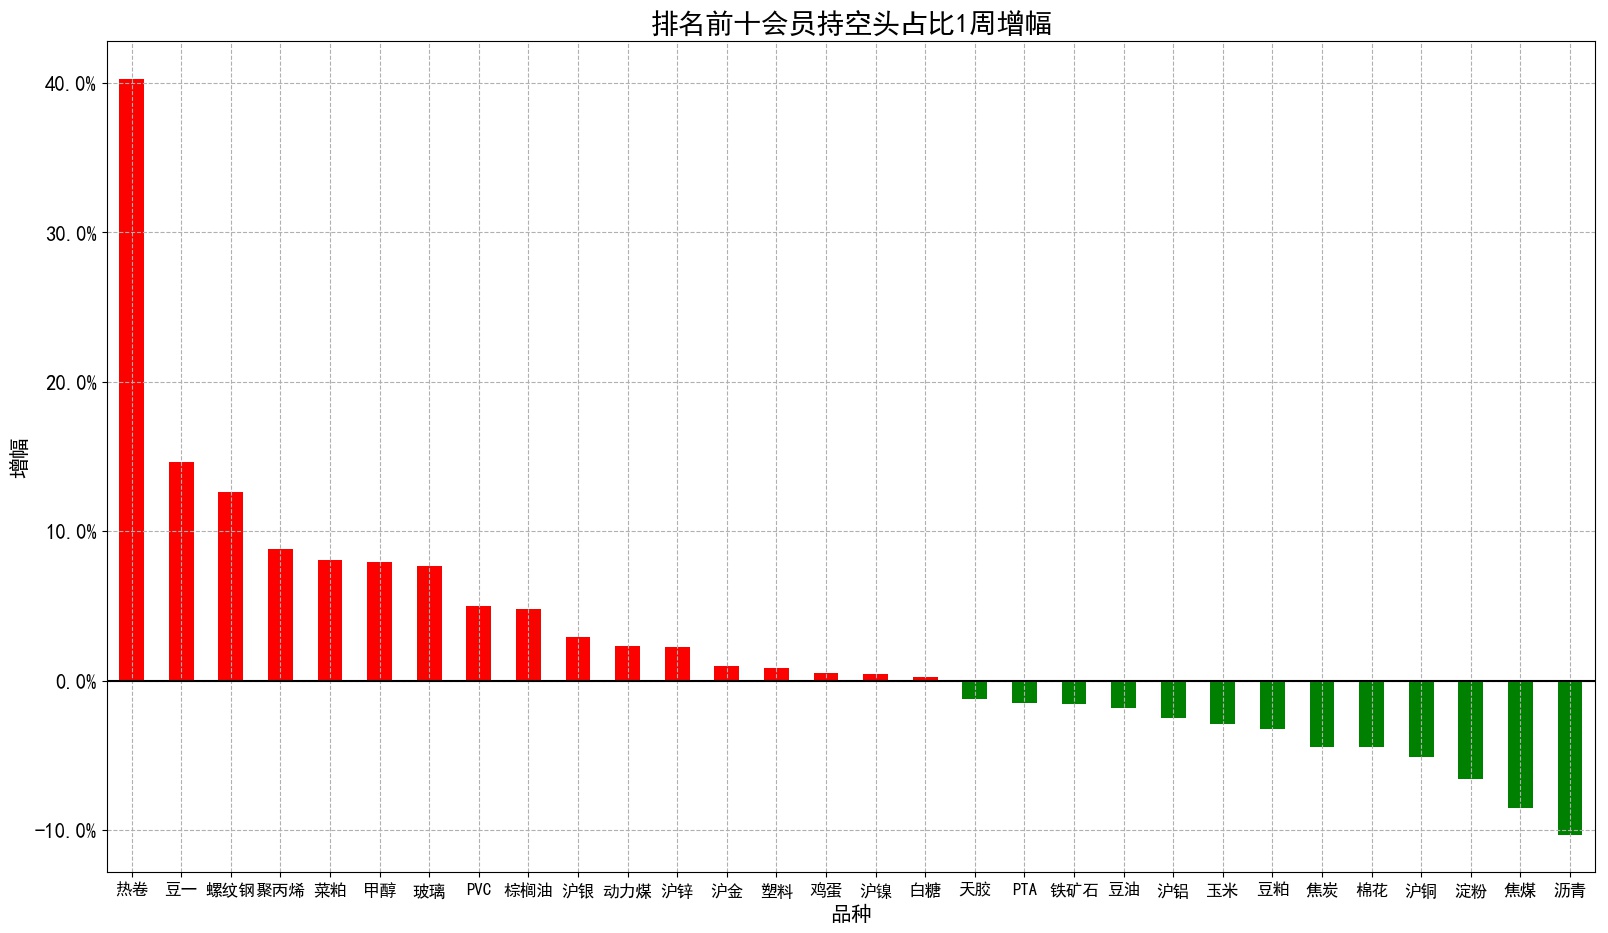 排名前十会员持空头占比1周增幅
40.0%
30.0%
20.0%
10.0%
0.0%
-10.0%
增幅
热卷 豆一 螺纹钢 聚丙烯 菜粕 甲醇 玻璃 PVC 棕榈油 沪银 动力煤 沪锌 沪金 塑料 鸡蛋 沪镍 白糖 天胶 PTA 铁矿石 豆油 沪铝 玉米 豆粕 焦炭 棉花 沪铜 淀粉 焦煤 沥青
品种